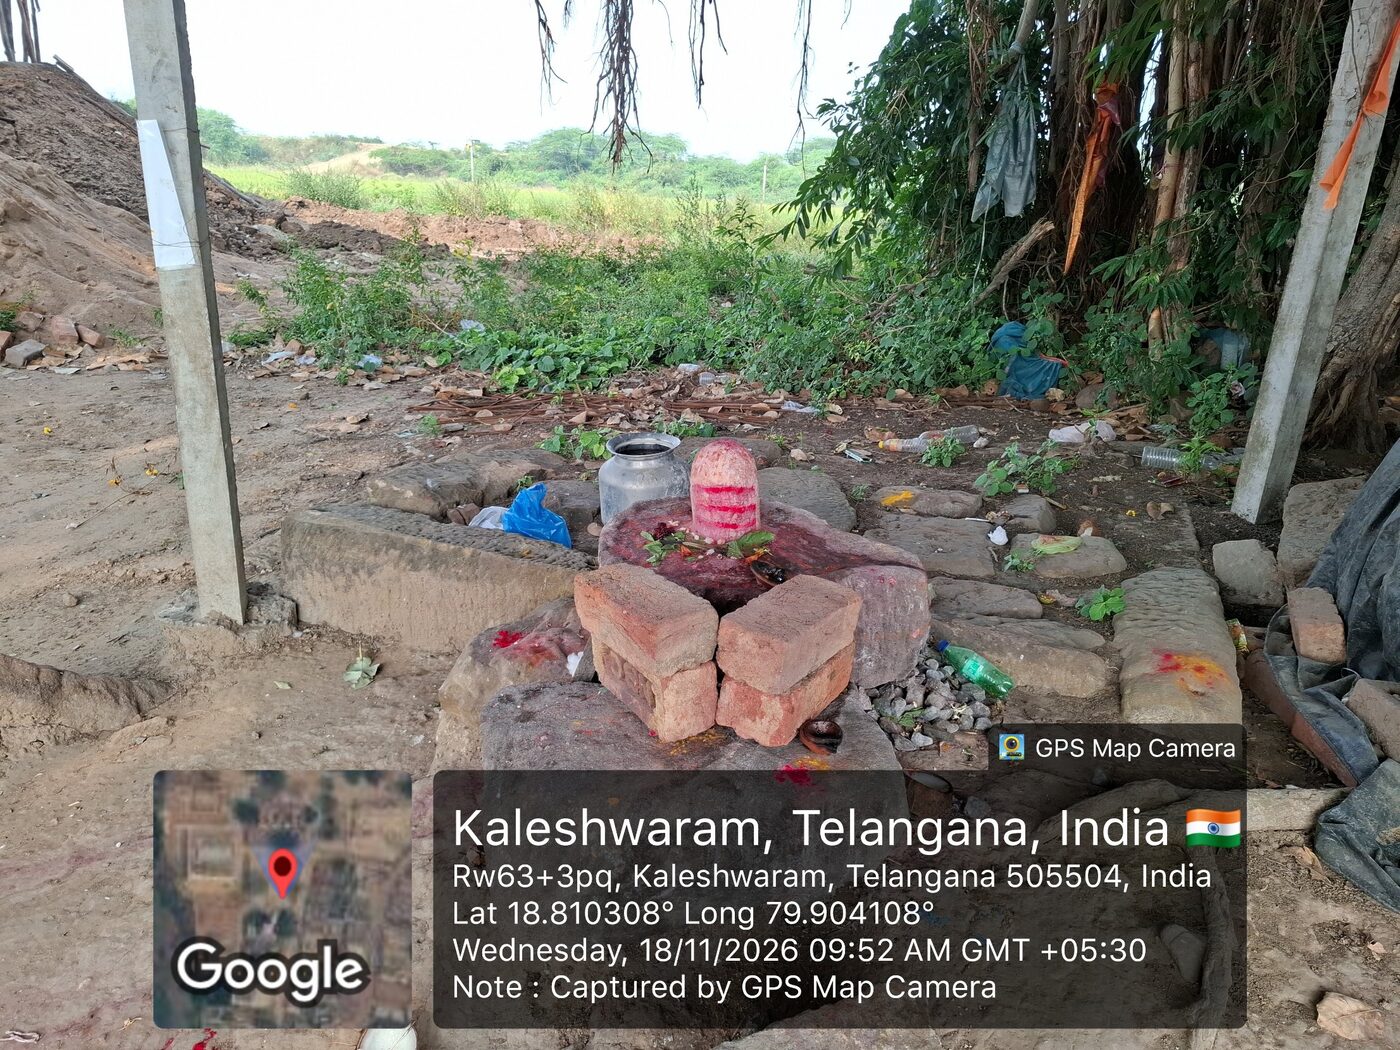 GPS Map Camera
Kaleshwaram, Telangana, India
Rw63+3pq, Kaleshwaram, Telangana 505504, India
Lat 18.810308° Long 79.904108°
Wednesday, 18/11/2026 09:52 AM GMT +05:30
Note : Captured by GPS Map Camera
Google